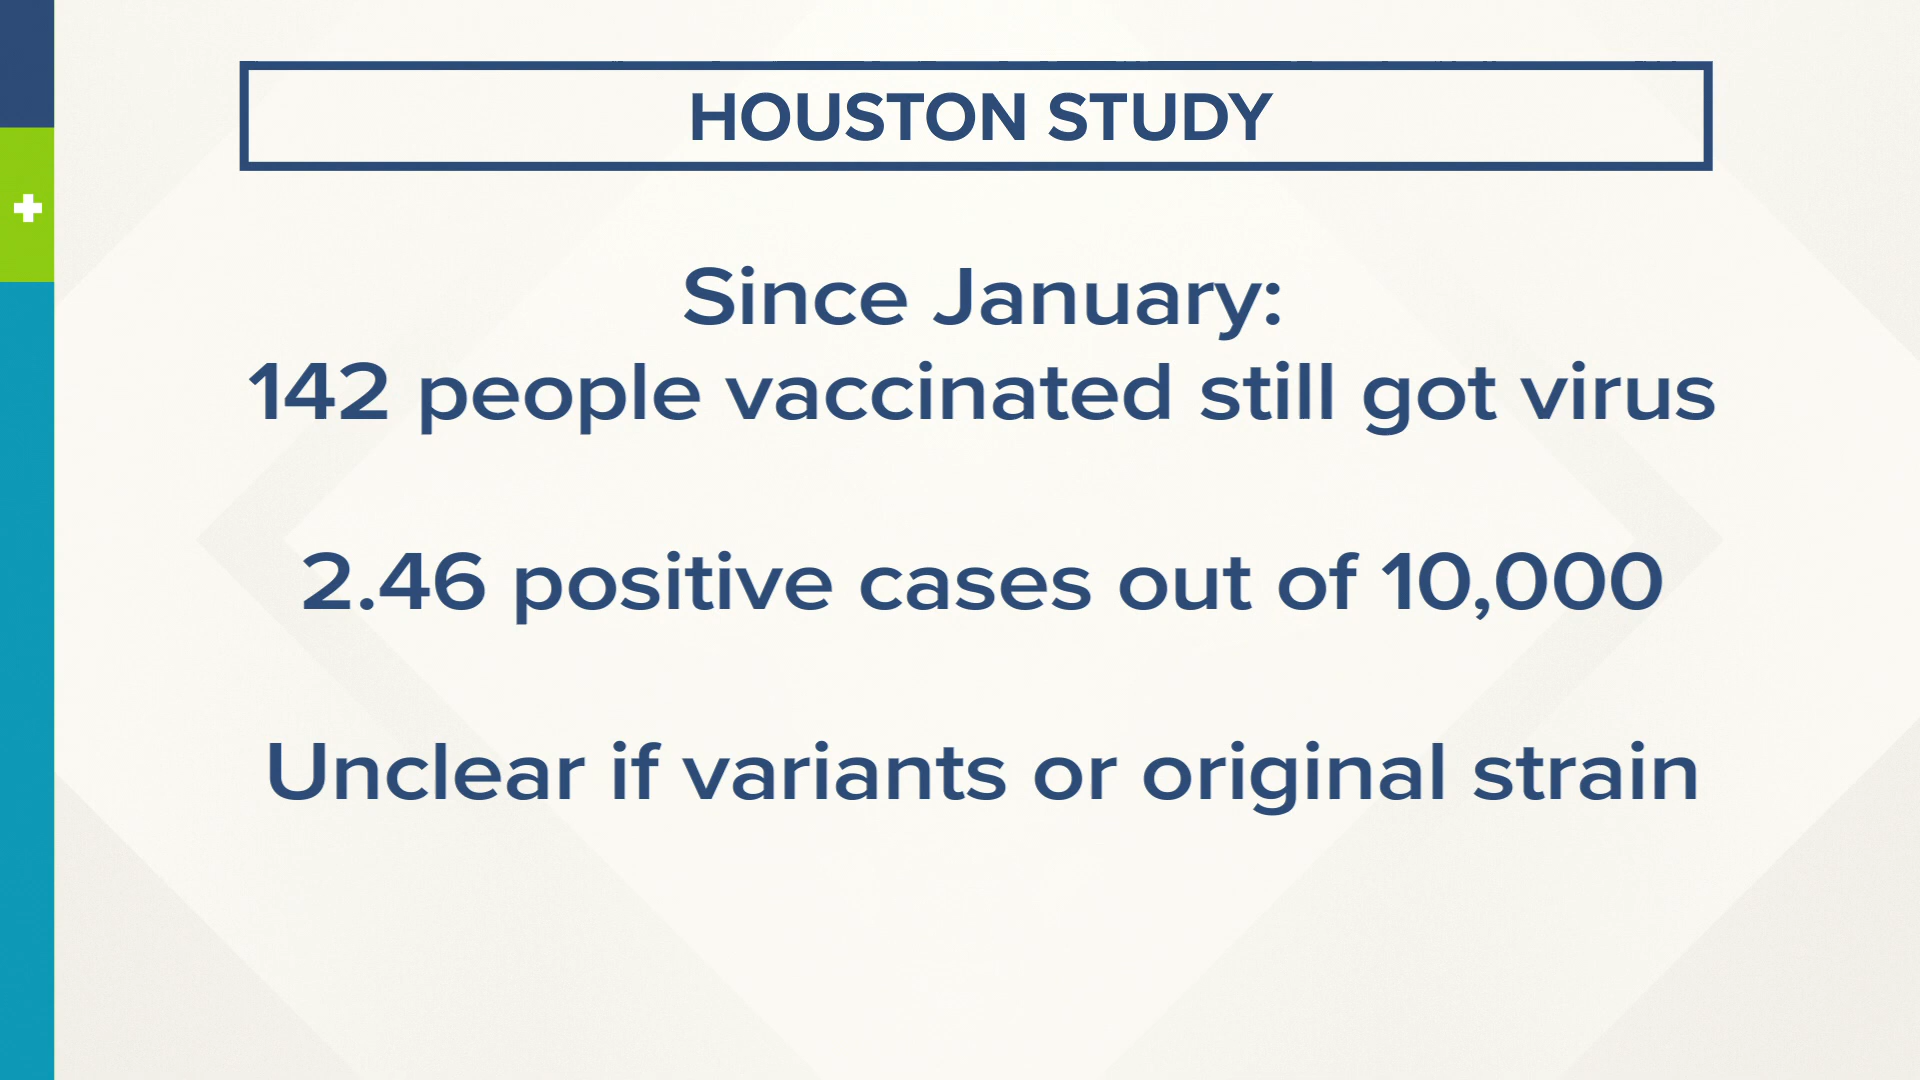 HOUSTON STUDY
Since January:
142 people vaccinated still got virus
2.46 positive cases out of 10,000
Unclear if variants or original strain